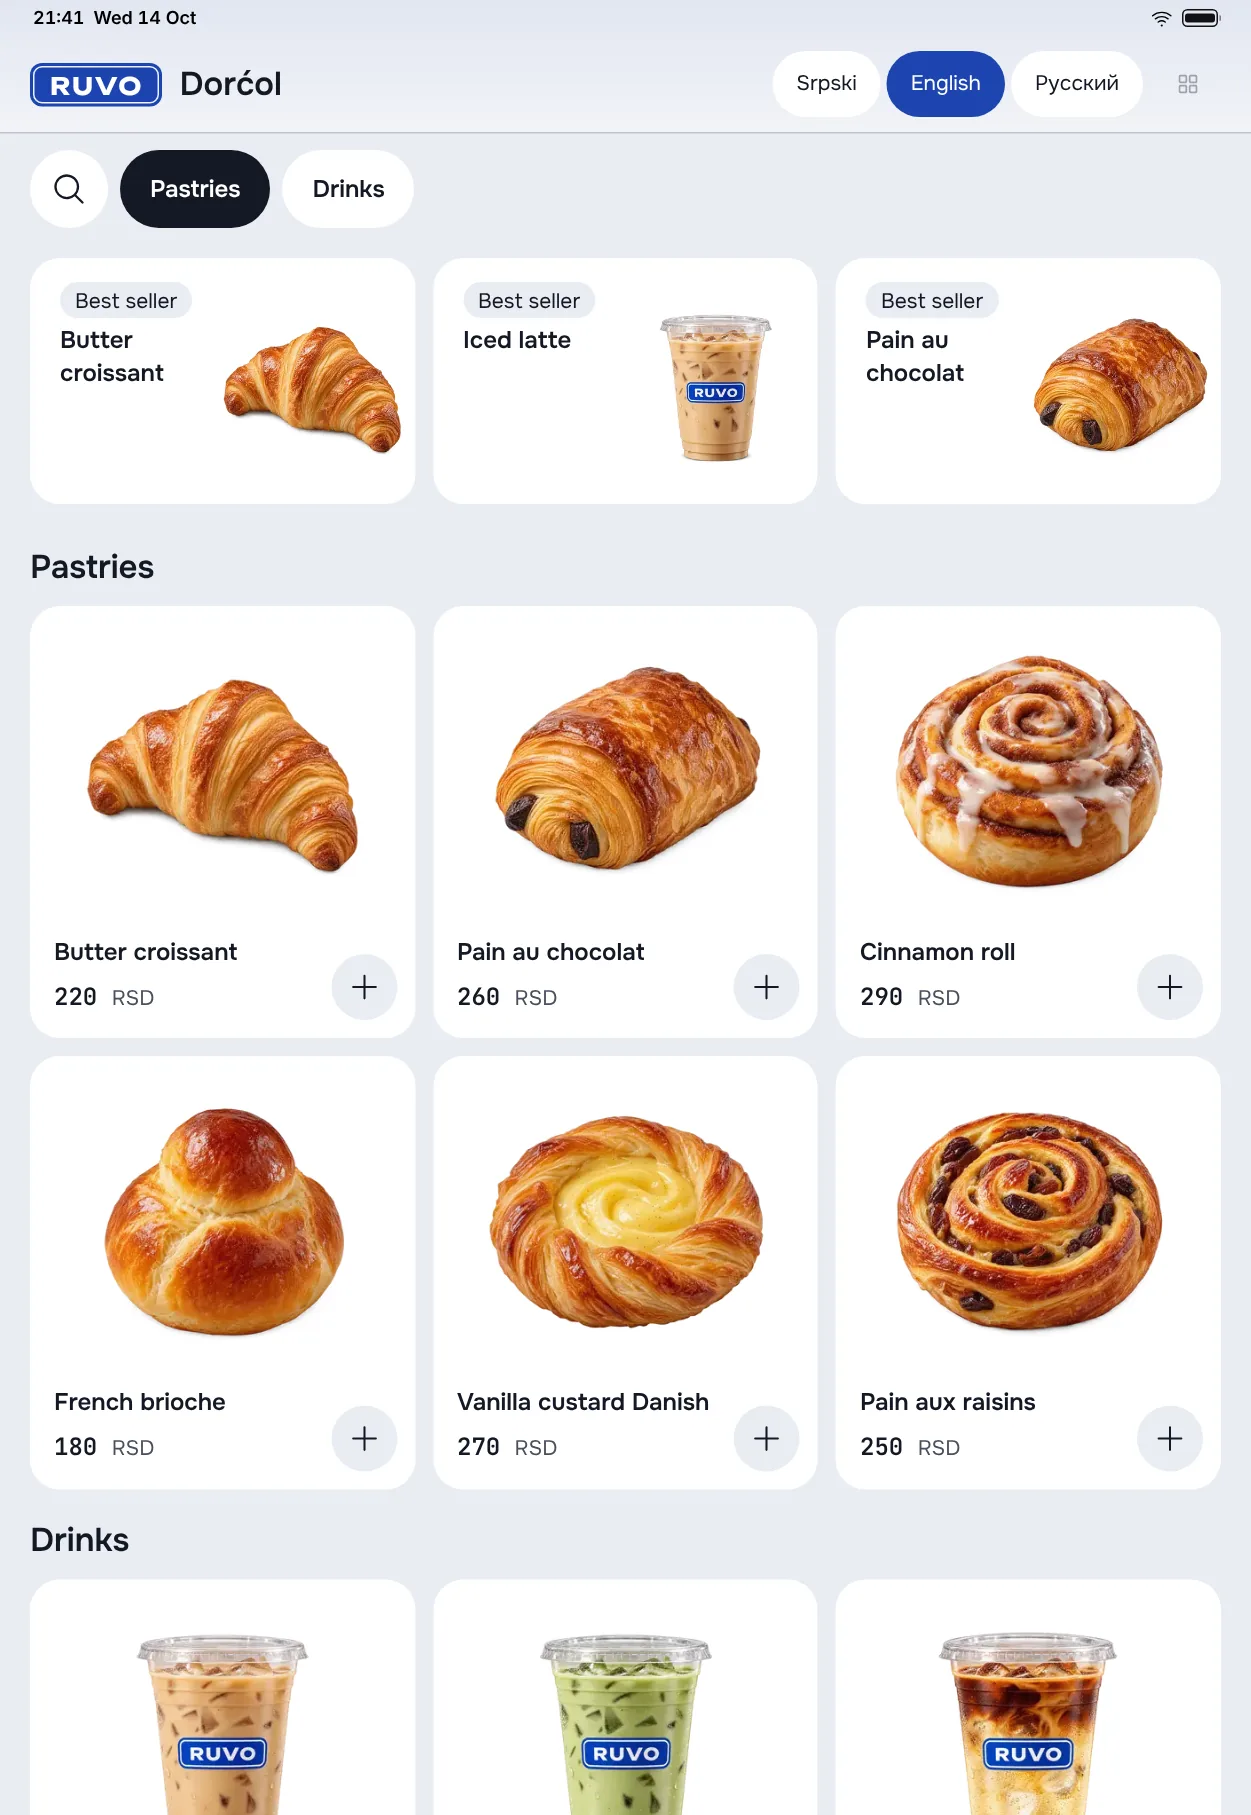 21:41 Wed 14 Oct
RUVO Dorćol
Srpski English Русский
Pastries Drinks
Best seller
Butter
croissant
Best seller
Iced latte
RUVO
Best seller
Pain au
chocolat
Pastries
Butter croissant
220 RSD
Pain au chocolat
260 RSD
Cinnamon roll
290 RSD
French brioche
180 RSD
Vanilla custard Danish
270 RSD
Pain aux raisins
250 RSD
Drinks
RUVO
RUVO
RUVO